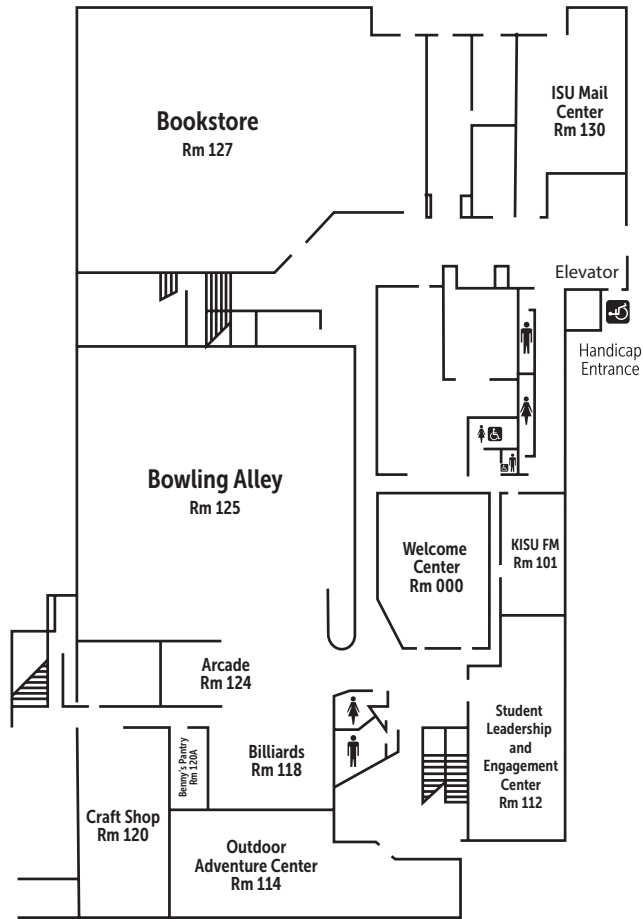 Bookstore
Rm 127
ISU Mail
Center
Rm 130
Elevator
Handicap
Entrance
Bowling Alley
Rm 125
Welcome
Center
Rm 000
KISU FM
Rm 101
Arcade
Rm 124
Benny's Pantry
Rm 120A
Billiards
Rm 118
Student
Leadership
and
Engagement
Center
Rm 112
Craft Shop
Rm 120
Outdoor
Adventure Center
Rm 114